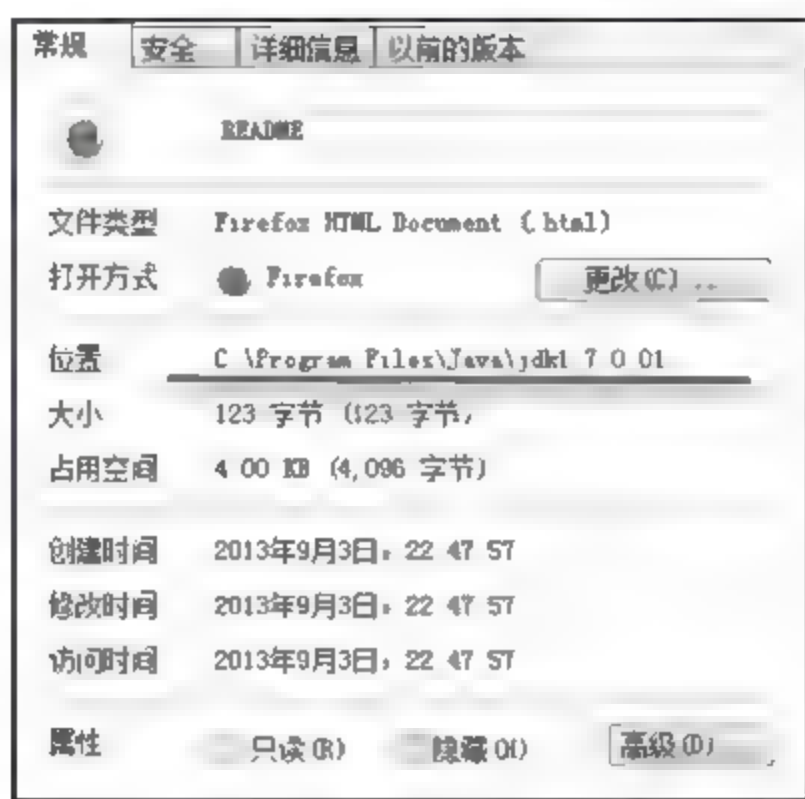 常规 安全 详细信息 以前的版本
README
文件类型 Firefox HTML Document (.html)
打开方式 Firefox 更改(C)...
位置 C \Program Files\Java\jdk1 7 0 01
大小 123 字节 (123 字节)
占用空间 4 00 KB (4,096 字节)
创建时间 2013年9月3日, 22 47 57
修改时间 2013年9月3日, 22 47 57
访问时间 2013年9月3日, 22 47 57
属性 只读(R) 隐藏(H) 高级(D)